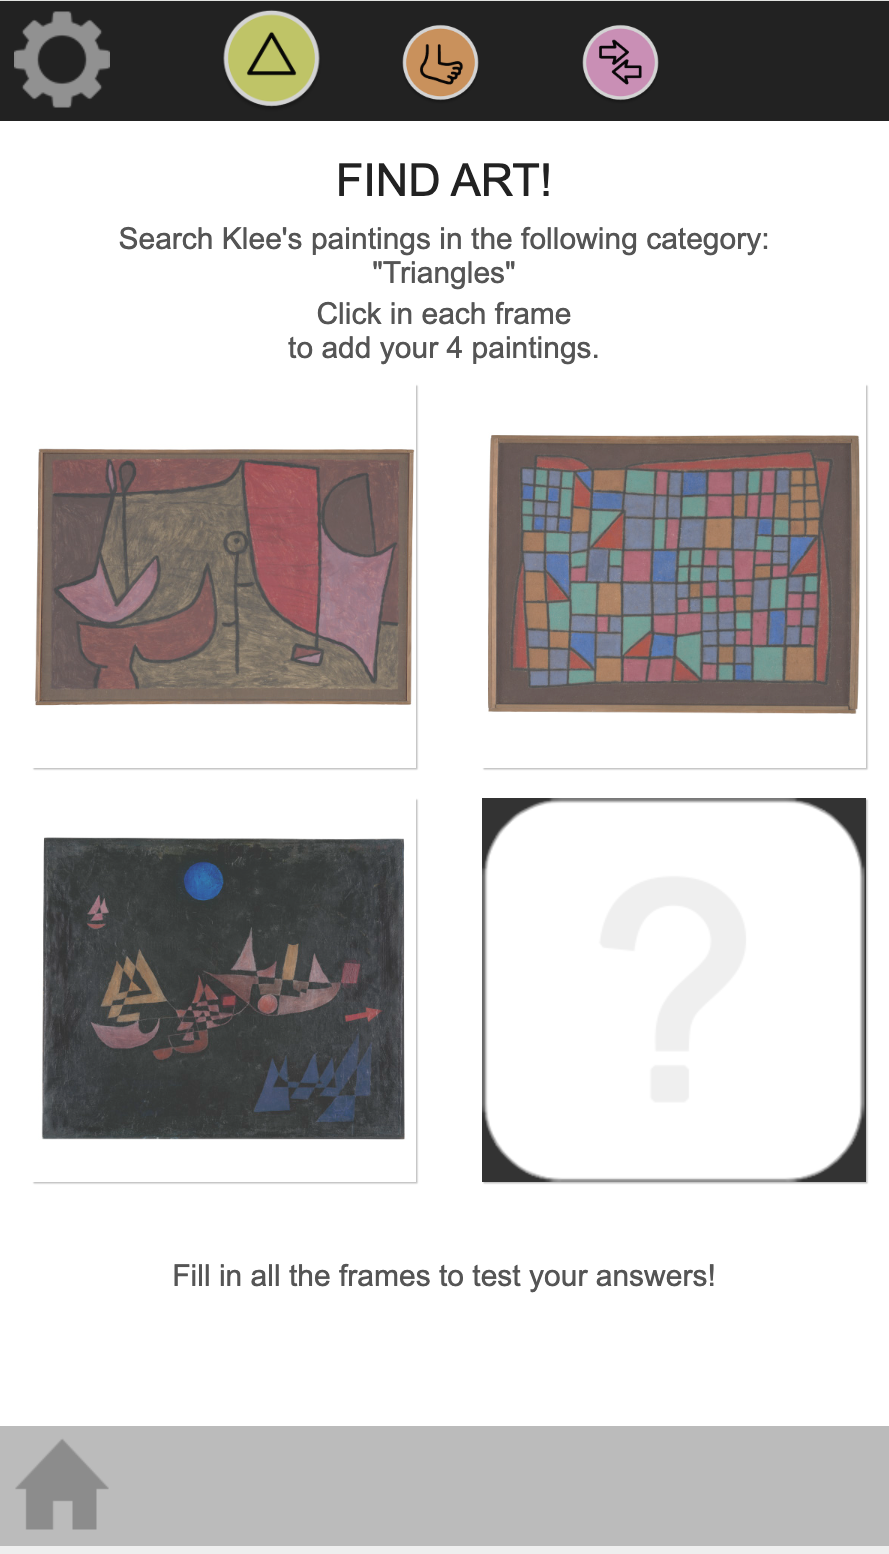 FIND ART!
Search Klee's paintings in the following category:
"Triangles"
Click in each frame
to add your 4 paintings.
?
Fill in all the frames to test your answers!